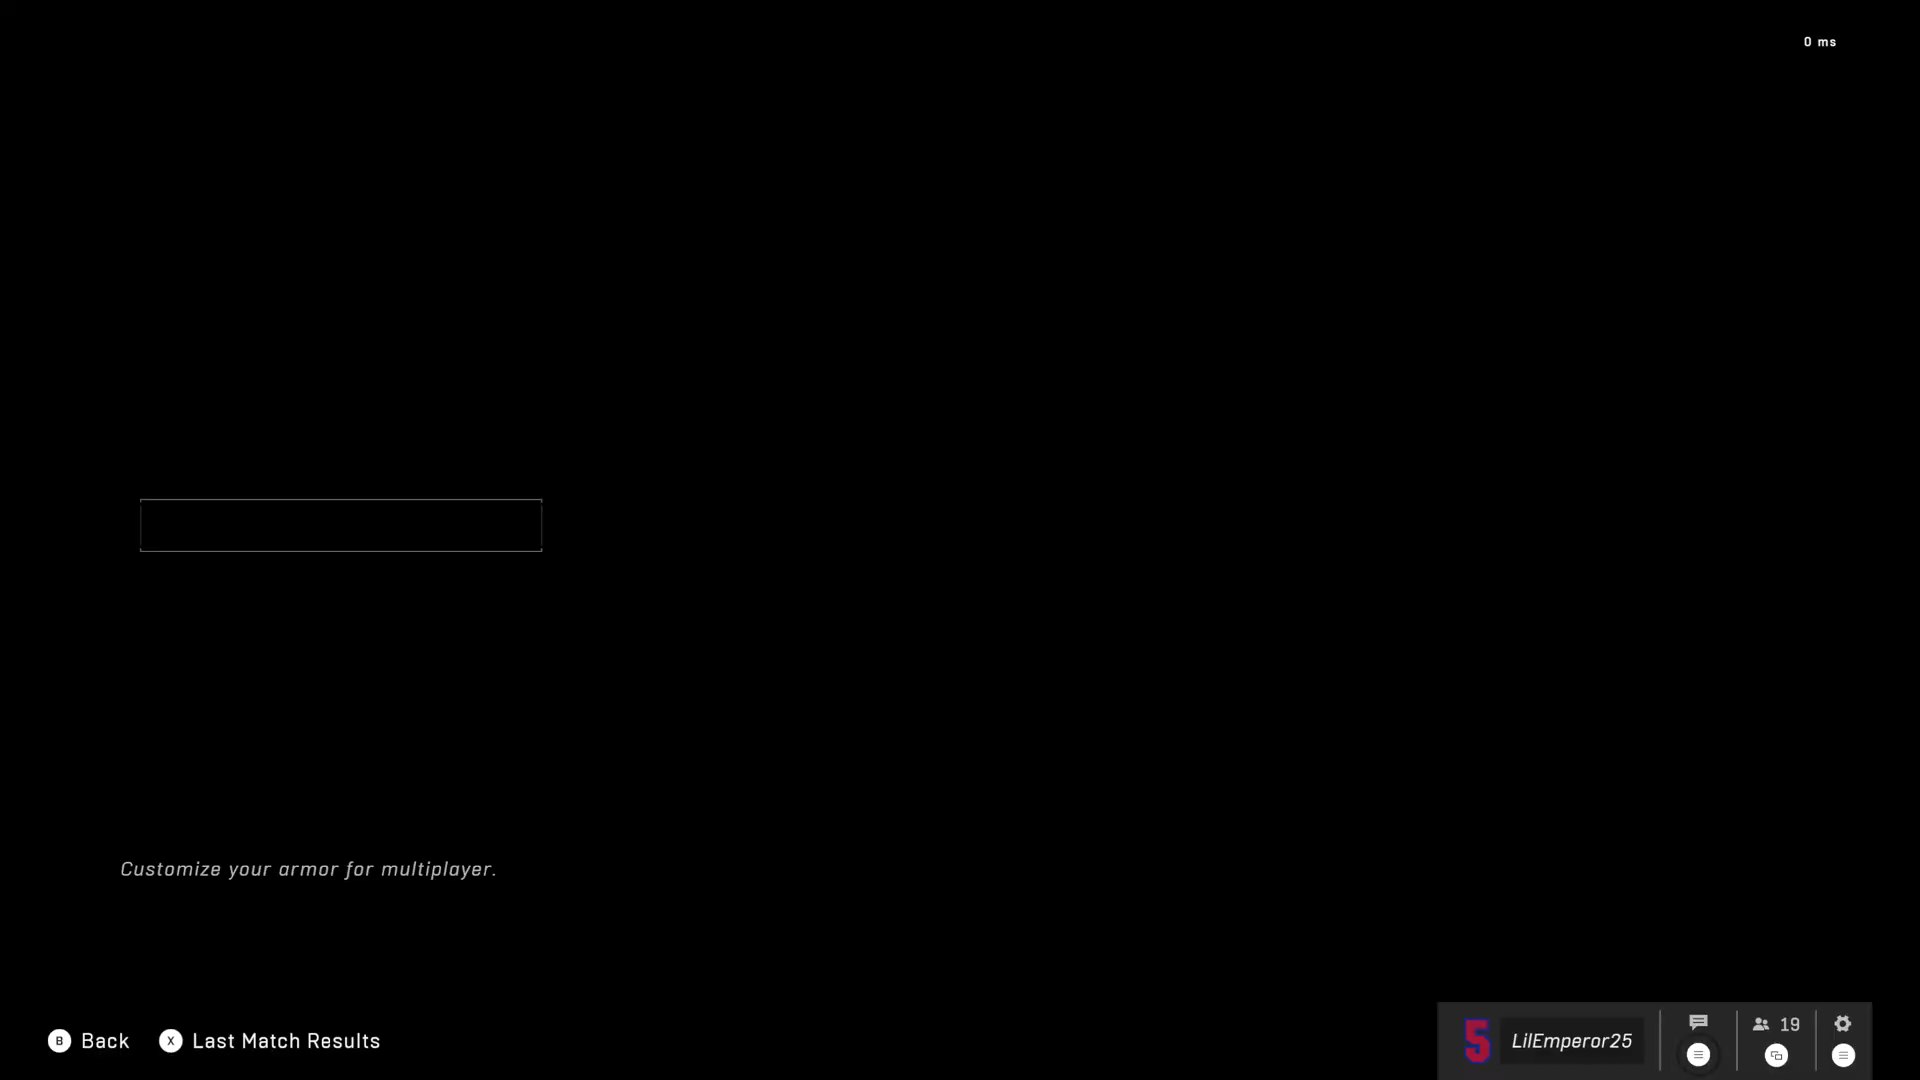 0 ms
Customize your armor for multiplayer.
B Back X Last Match Results
5 LilEmperor25 19